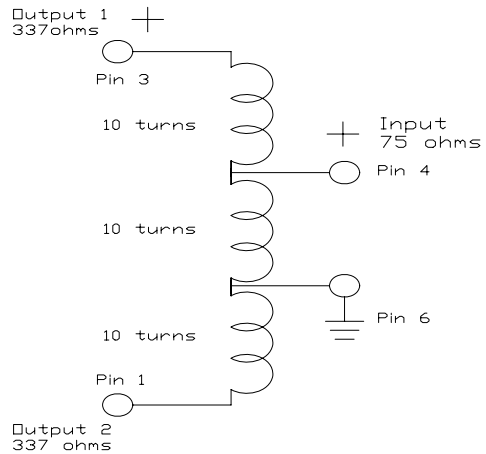 Output 1
337ohms
Pin 3
10 turns
Input
75 ohms
Pin 4
10 turns
Pin 6
10 turns
Pin 1
Output 2
337 ohms